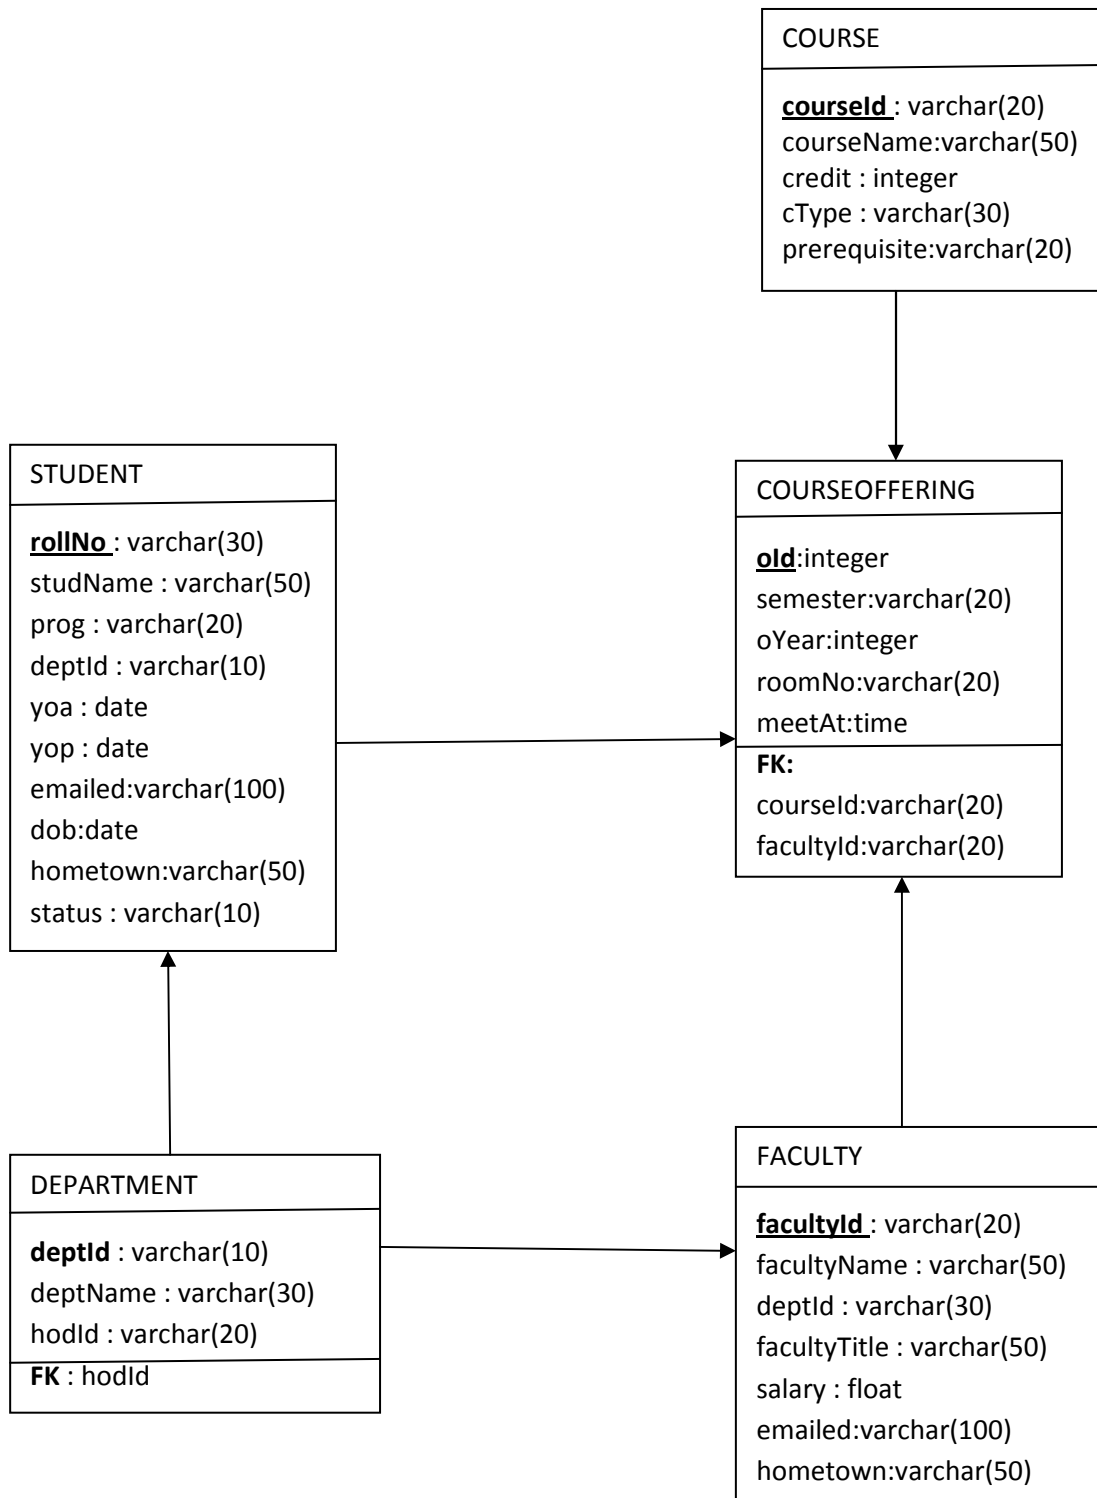 COURSE
courseId : varchar(20)
courseName:varchar(50)
credit : integer
cType : varchar(30)
prerequisite:varchar(20)
STUDENT
rollNo : varchar(30)
studName : varchar(50)
prog : varchar(20)
deptId : varchar(10)
yoa : date
yop : date
emailed:varchar(100)
dob:date
hometown:varchar(50)
status : varchar(10)
COURSEOFFERING
oId:integer
semester:varchar(20)
oYear:integer
roomNo:varchar(20)
meetAt:time
FK:
courseId:varchar(20)
facultyId:varchar(20)
DEPARTMENT
deptId : varchar(10)
deptName : varchar(30)
hodId : varchar(20)
FK : hodId
FACULTY
facultyId : varchar(20)
facultyName : varchar(50)
deptId : varchar(30)
facultyTitle : varchar(50)
salary : float
emailed:varchar(100)
hometown:varchar(50)